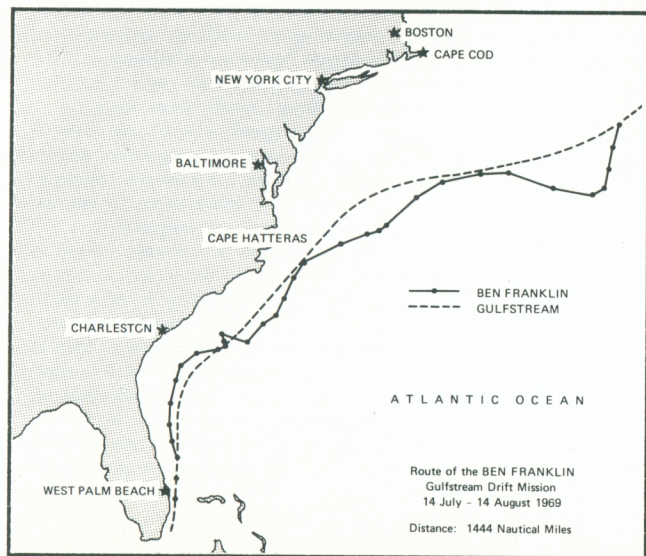 BOSTON
CAPE COD
NEW YORK CITY
BALTIMORE
CAPE HATTERAS
BEN FRANKLIN
GULFSTREAM
CHARLESTON
ATLANTIC OCEAN
WEST PALM BEACH
Route of the BEN FRANKLIN
Gulfstream Drift Mission
14 July - 14 August 1969
Distance: 1444 Nautical Miles